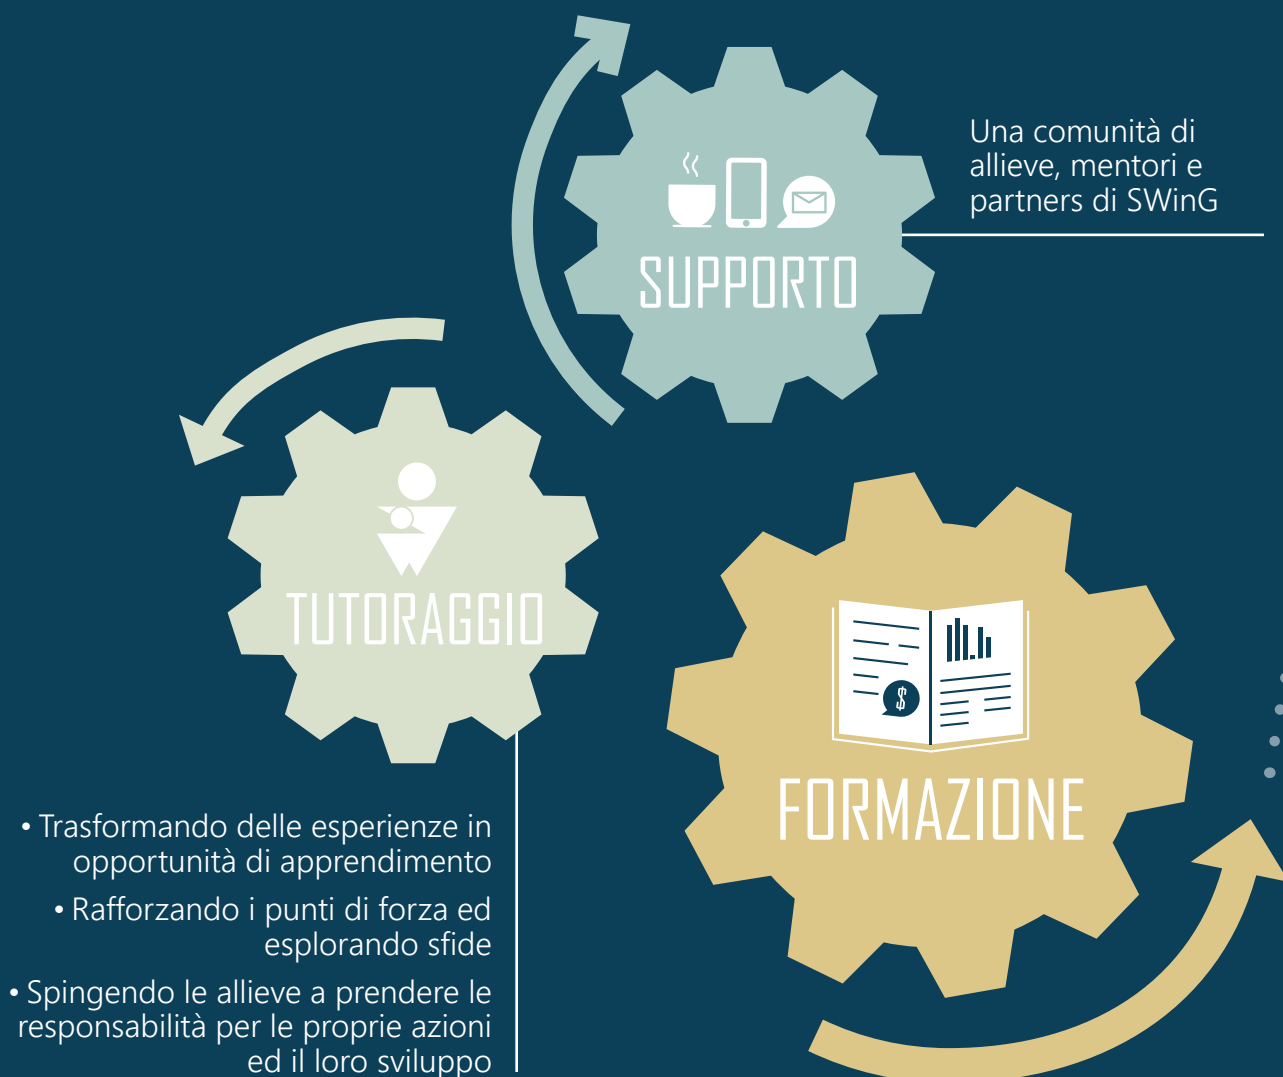 Una comunità di
allieve, mentori e
partners di SWinG
SUPPORTO
TUTORAGGIO
$
FORMAZIONE
• Trasformando delle esperienze in
opportunità di apprendimento
• Rafforzando i punti di forza ed
esplorando sfide
• Spingendo le allieve a prendere le
responsabilità per le proprie azioni
ed il loro sviluppo